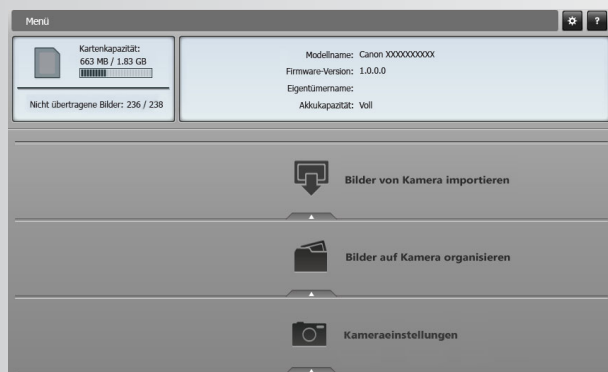 Menü
?
Kartenkapazität:
663 MB / 1.83 GB
Nicht übertragene Bilder: 236 / 238
Modellname: Canon XXXXXXXXXX
Firmware-Version: 1.0.0.0
Eigentümername:
Akkukapazität: Voll
Bilder von Kamera importieren
Bilder auf Kamera organisieren
Kameraeinstellungen